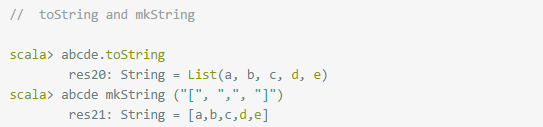 //  toString and mkString
scala> abcde.toString
res20: String = List(a, b, c, d, e)
scala> abcde mkString ("[", ",", "]")
res21: String = [a,b,c,d,e]